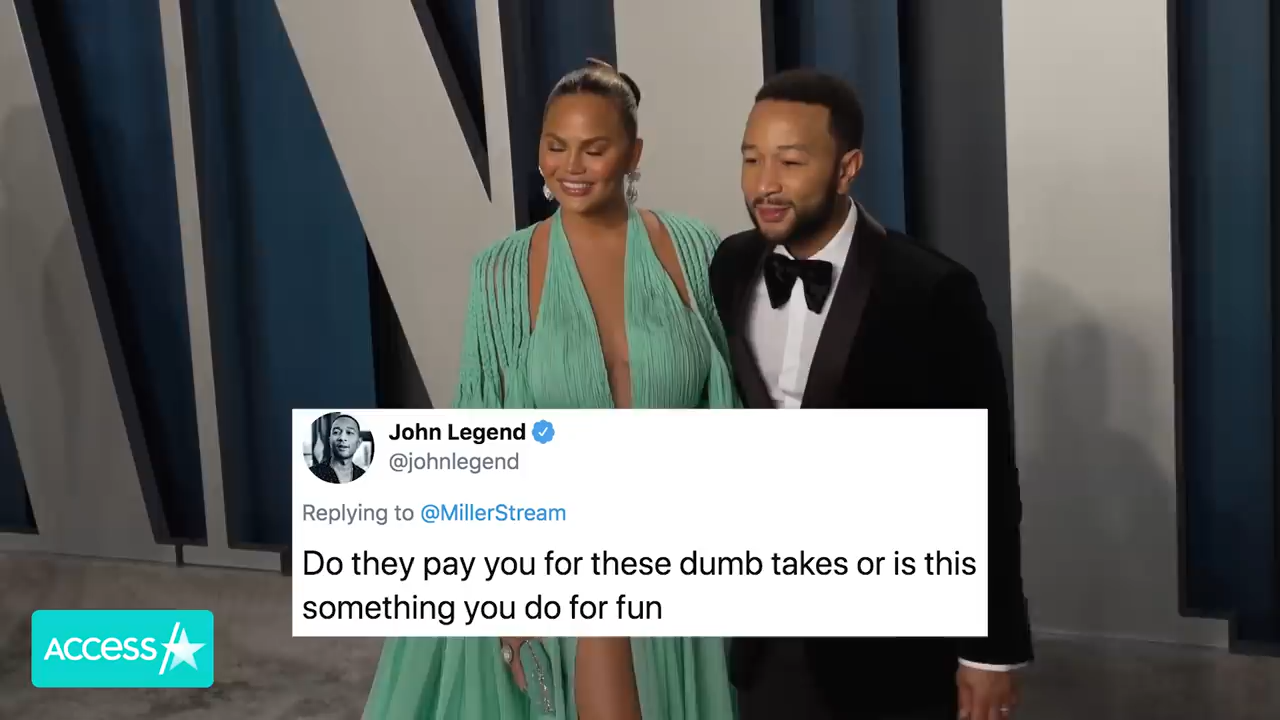 John Legend
@johnlegend
Replying to @MillerStream
Do they pay you for these dumb takes or is this
something you do for fun
ACCESS